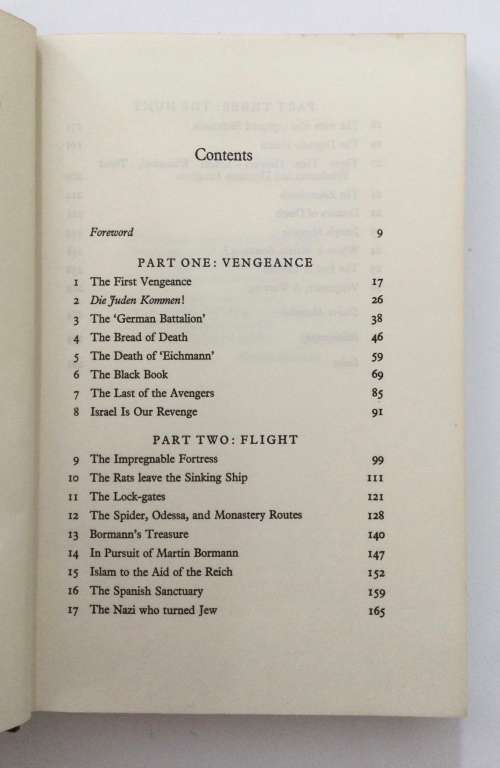 Contents
Foreword 9
PART ONE: VENGEANCE
1 The First Vengeance 17
2 Die Juden Kommen! 26
3 The ‘German Battalion’ 38
4 The Bread of Death 46
5 The Death of ‘Eichmann’ 59
6 The Black Book 69
7 The Last of the Avengers 85
8 Israel Is Our Revenge 91
PART TWO: FLIGHT
9 The Impregnable Fortress 99
10 The Rats leave the Sinking Ship 111
11 The Lock-gates 121
12 The Spider, Odessa, and Monastery Routes 128
13 Bormann's Treasure 140
14 In Pursuit of Martin Bormann 147
15 Islam to the Aid of the Reich 152
16 The Spanish Sanctuary 159
17 The Nazi who turned Jew 165